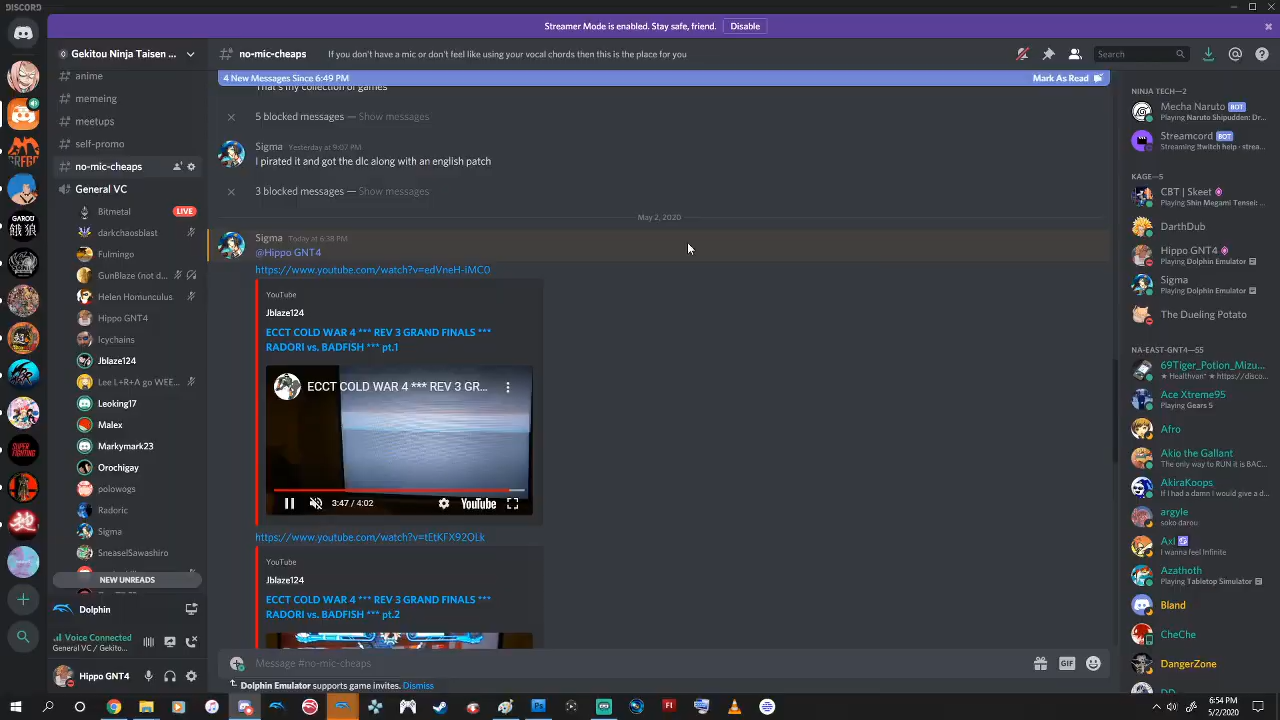 DISCORD
Streamer Mode is enabled. Stay safe, friend. Disable
Gekitou Ninja Taisen ...
no-mic-cheaps
If you don't have a mic or don't feel like using your vocal chords then this is the place for you
Search
4 New Messages Since 6:49 PM
Mark As Read
anime
memeing
meetups
self-promo
no-mic-cheaps
General VC
Bitmetal
LIVE
darkchaosblast
Fulmingo
GunBlaze (not d...
Helen Homunculus
Hippo GNT4
Icychains
Jblaze124
Lee L+R+A go WEE...
Leoking17
Malex
Markymark23
Orochigay
polowogs
Radoric
Sigma
SneaselSawashiro
NEW UNREADS
Dolphin
Voice Connected
General VC / Gekito...
Hippo GNT4
That's my collection of games
5 blocked messages — Show messages
Sigma Yesterday at 9:07 PM
I pirated it and got the dlc along with an english patch
3 blocked messages — Show messages
May 2, 2020
Sigma Today at 6:38 PM
@Hippo GNT4
https://www.youtube.com/watch?v=edVneH-iMC0
YouTube
Jblaze124
ECCT COLD WAR 4 *** REV 3 GRAND FINALS ***
RADORI vs. BADFISH *** pt.1
ECCT COLD WAR 4 *** REV 3 GR...
3:47 / 4:02
YouTube
https://www.youtube.com/watch?v=tEtKFX92OLk
YouTube
Jblaze124
ECCT COLD WAR 4 *** REV 3 GRAND FINALS ***
RADORI vs. BADFISH *** pt.2
Message #no-mic-cheaps
GIF
Dolphin Emulator supports game invites. Dismiss
NINJA TECH—2
Mecha Naruto BOT
Playing Naruto Shipuden: Dr...
Streamcord BOT
Streaming !twitch help · strea...
KAGE—5
CBT | Skeet
Playing Shin Megami Tensei: ...
DarthDub
Hippo GNT4
Playing Dolphin Emulator
Sigma
Playing Dolphin Emulator
The Dueling Potato
NA-EAST-GNT4—55
69Tiger_Potion_Mizu...
★ Healthvan* ★ https://disco...
Ace Xtreme95
Playing Gears 5
Afro
Akio the Gallant
The only way to RUN it is BAC...
AkiraKoops
If I had a damn I would give a d...
argyle
soko darou
Axl
I wanna feel Infinite
Azathoth
Playing Tabletop Simulator
Bland
CheChe
DangerZone
6:54 PM
5/2/2020